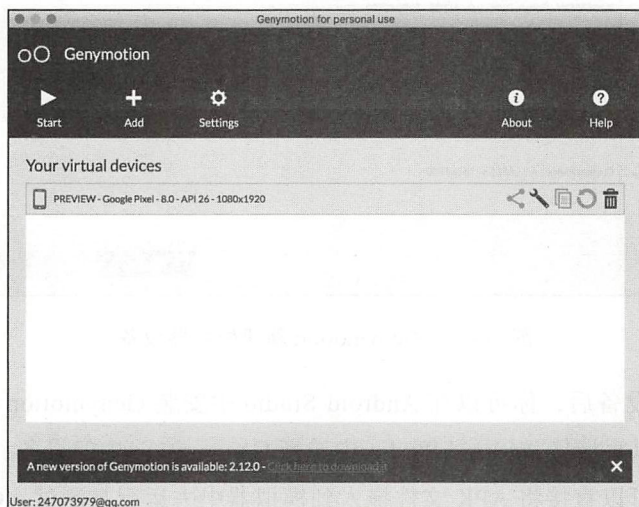 Genymotion for personal use
Genymotion
Start
Add
Settings
About
Help
Your virtual devices
PREVIEW - Google Pixel - 8.0 - API 26 - 1080x1920
A new version of Genymotion is available: 2.12.0 - Click here to download it
User: 247073979@qq.com